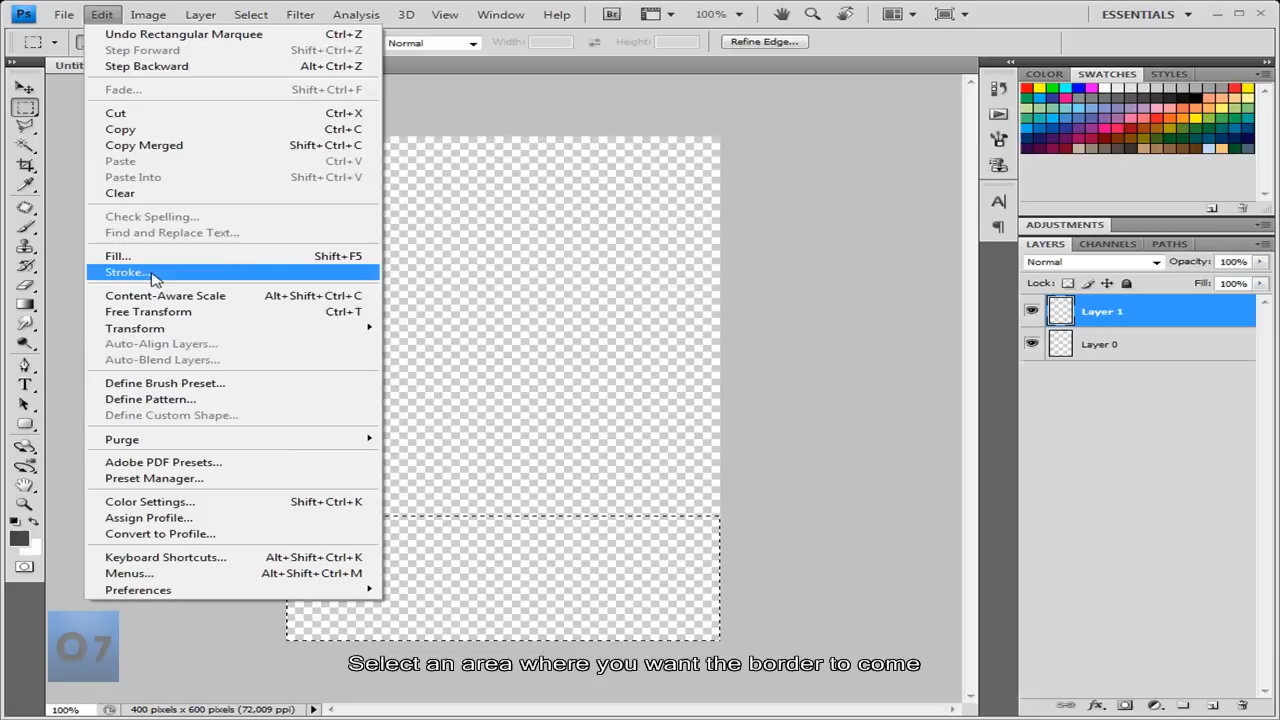 Ps File Edit Image Layer Select Filter Analysis 3D View Window Help Br 100% ESSENTIALS
Normal Width: Height: Refine Edge...
Untit
Undo Rectangular Marquee Ctrl+Z
Step Forward Shift+Ctrl+Z
Step Backward Alt+Ctrl+Z
Fade... Shift+Ctrl+F
Cut Ctrl+X
Copy Ctrl+C
Copy Merged Shift+Ctrl+C
Paste Ctrl+V
Paste Into Shift+Ctrl+V
Clear
Check Spelling...
Find and Replace Text...
Fill... Shift+F5
Stroke...
Content-Aware Scale Alt+Shift+Ctrl+C
Free Transform Ctrl+T
Transform
Auto-Align Layers...
Auto-Blend Layers...
Define Brush Preset...
Define Pattern...
Define Custom Shape...
Purge
Adobe PDF Presets...
Preset Manager...
Color Settings... Shift+Ctrl+K
Assign Profile...
Convert to Profile...
Keyboard Shortcuts... Alt+Shift+Ctrl+K
Menus... Alt+Shift+Ctrl+M
Preferences
COLOR SWATCHES STYLES
ADJUSTMENTS
LAYERS CHANNELS PATHS
Normal Opacity: 100%
Lock: Fill: 100%
Layer 1
Layer 0
07
Select an area where you want the border to come
100% 400 pixels x 600 pixels (72,009 ppi)